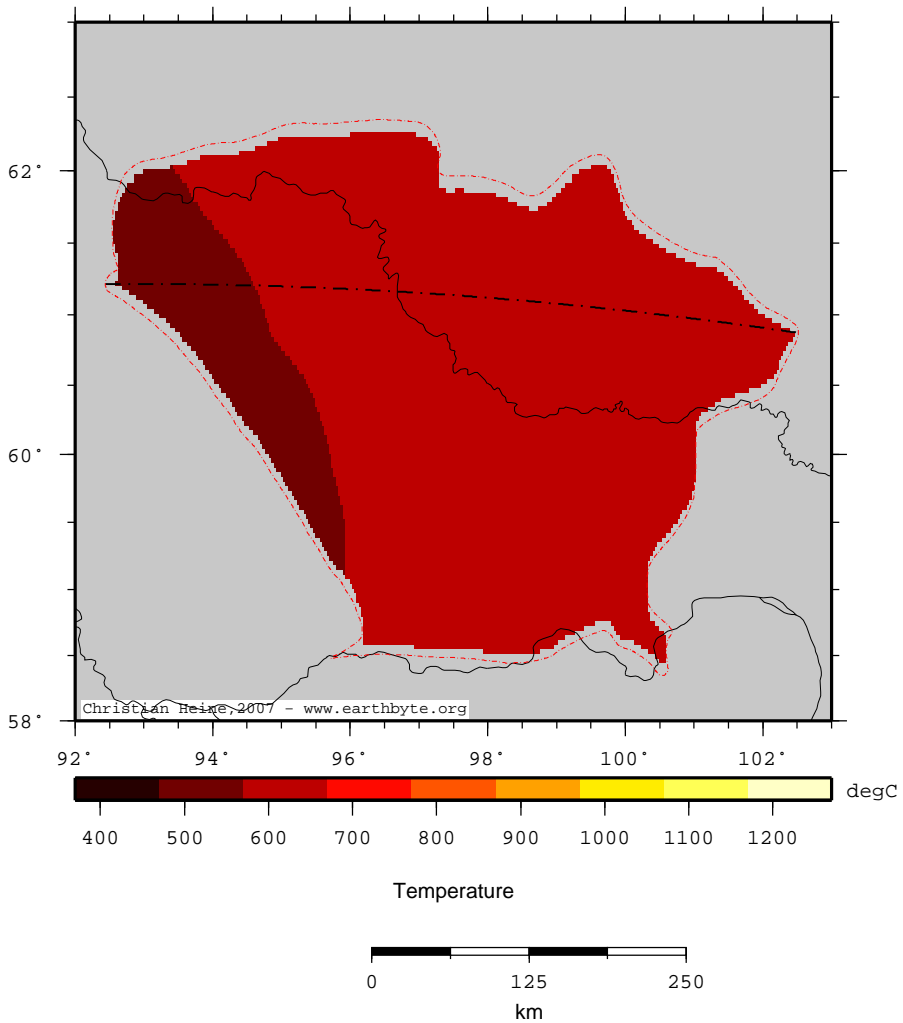 62°
60°
58°
Christian Heine,2007 - www.earthbyte.org
92° 94° 96° 98° 100° 102°
degC
400 500 600 700 800 900 1000 1100 1200
Temperature
0 125 250
km